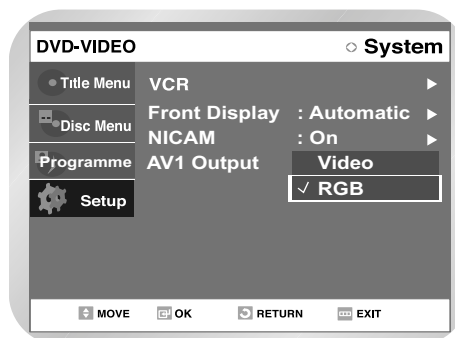 DVD-VIDEO System
Title Menu
Disc Menu
Programme
Setup
VCR
Front Display : Automatic
NICAM : On
AV1 Output Video
✓ RGB
MOVE OK RETURN EXIT